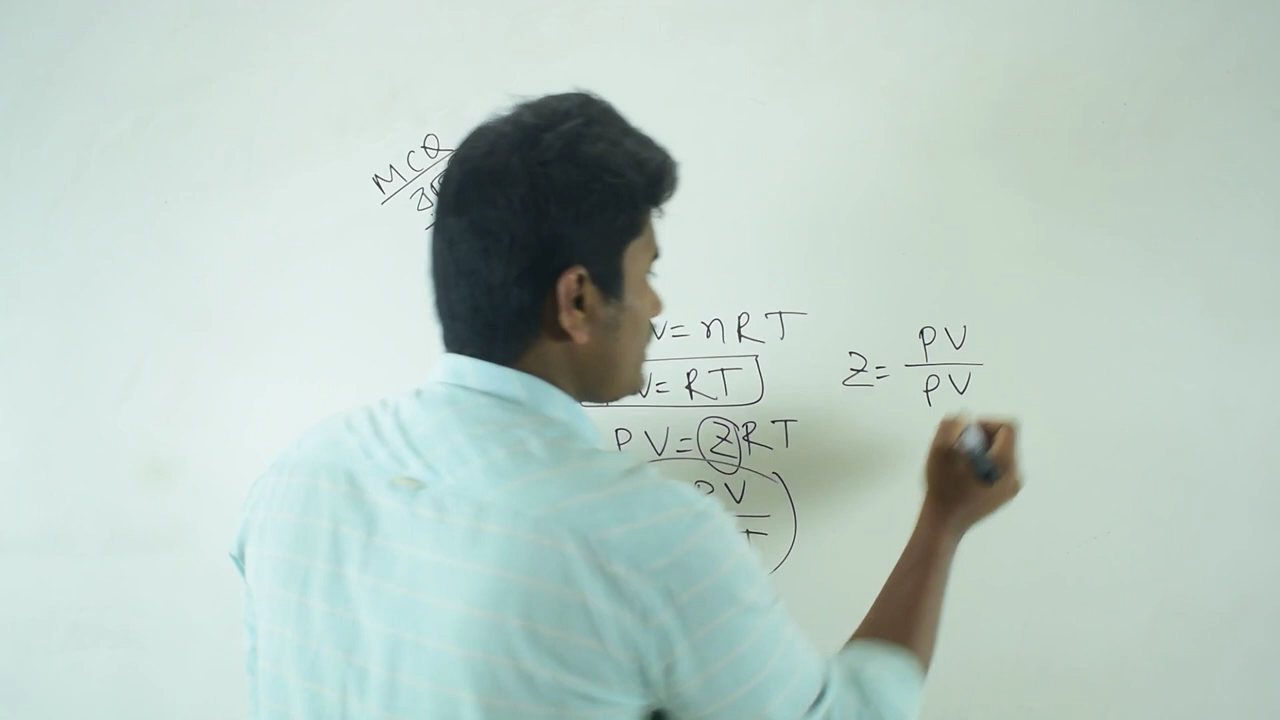 MCQ
V= nRT
V= RT
PV= ZRT
PV
Z= PV
PV